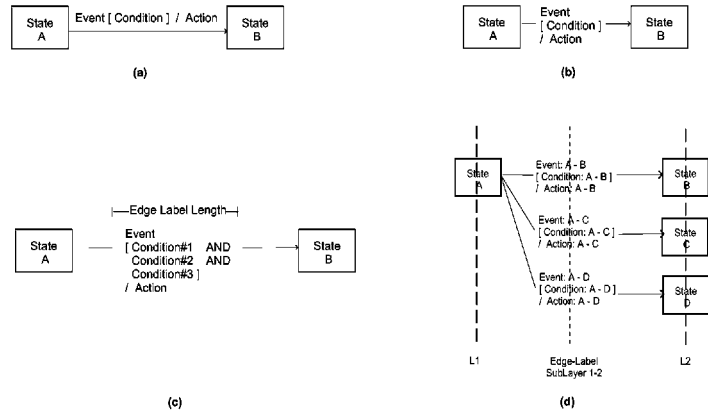 State
A
Event [ Condition ] / Action
State
B
(a)
State
A
Event
[ Condition ]
/ Action
State
B
(b)
State
A
Edge Label Length
Event
[ Condition#1 AND
Condition#2 AND
Condition#3 ]
/ Action
State
B
(c)
State
A
Event: A - B
[ Condition: A - B ]
/ Action: A - B
State
B
Event: A - C
[ Condition: A - C ]
/ Action: A - C
State
C
Event: A - D
[ Condition: A - D ]
/ Action: A - D
State
D
L1
Edge-Label
SubLayer 1-2
L2
(d)